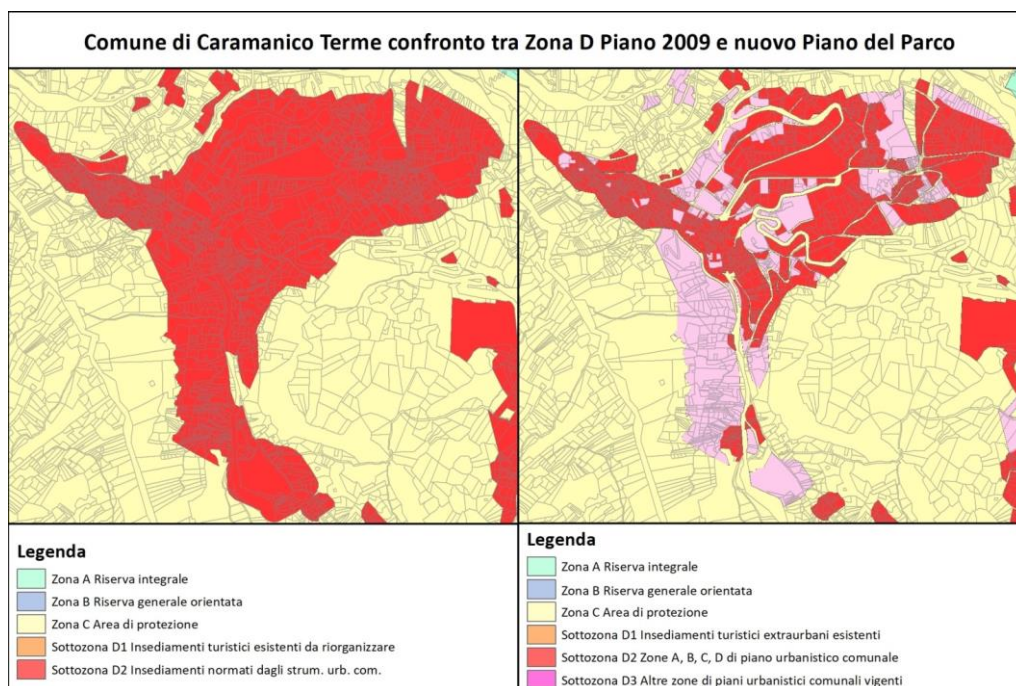 Comune di Caramanico Terme confronto tra Zona D Piano 2009 e nuovo Piano del Parco
Legenda
Zona A Riserva integrale
Zona B Riserva generale orientata
Zona C Area di protezione
Sottozona D1 Insediamenti turistici esistenti da riorganizzare
Sottozona D2 Insediamenti normati dagli strum. urb. com.
Legenda
Zona A Riserva integrale
Zona B Riserva generale orientata
Zona C Area di protezione
Sottozona D1 Insediamenti turistici extraurbani esistenti
Sottozona D2 Zone A, B, C, D di piano urbanistico comunale
Sottozona D3 Altre zone di piani urbanistici comunali vigenti